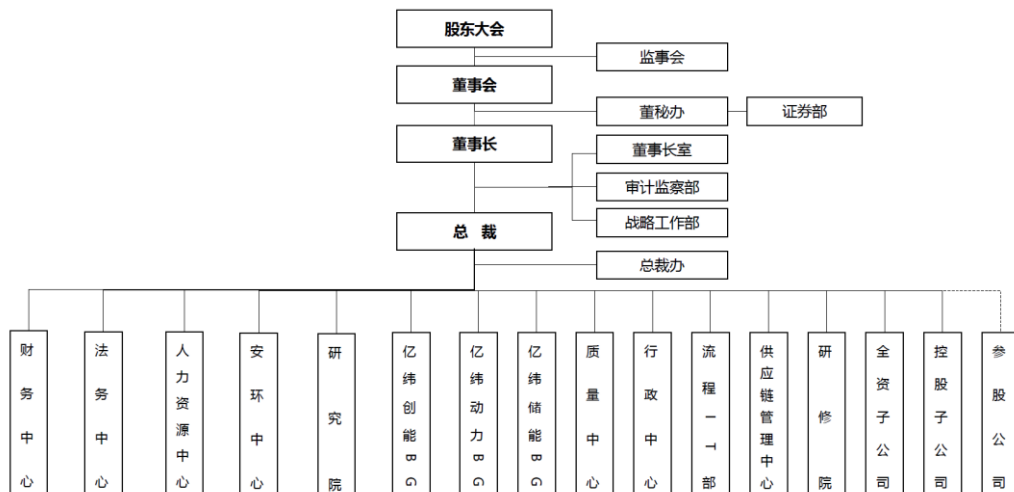 股东大会
监事会
董事会
董秘办
证券部
董事长
董事长室
审计监察部
战略工作部
总 裁
总裁办
财务中心
法务中心
人力资源中心
安环中心
研究院
亿纬创能BG
亿纬动力BG
亿纬储能BG
质量中心
行政中心
流程IT部
供应链管理中心
研修院
全资子公司
控股子公司
参股公司